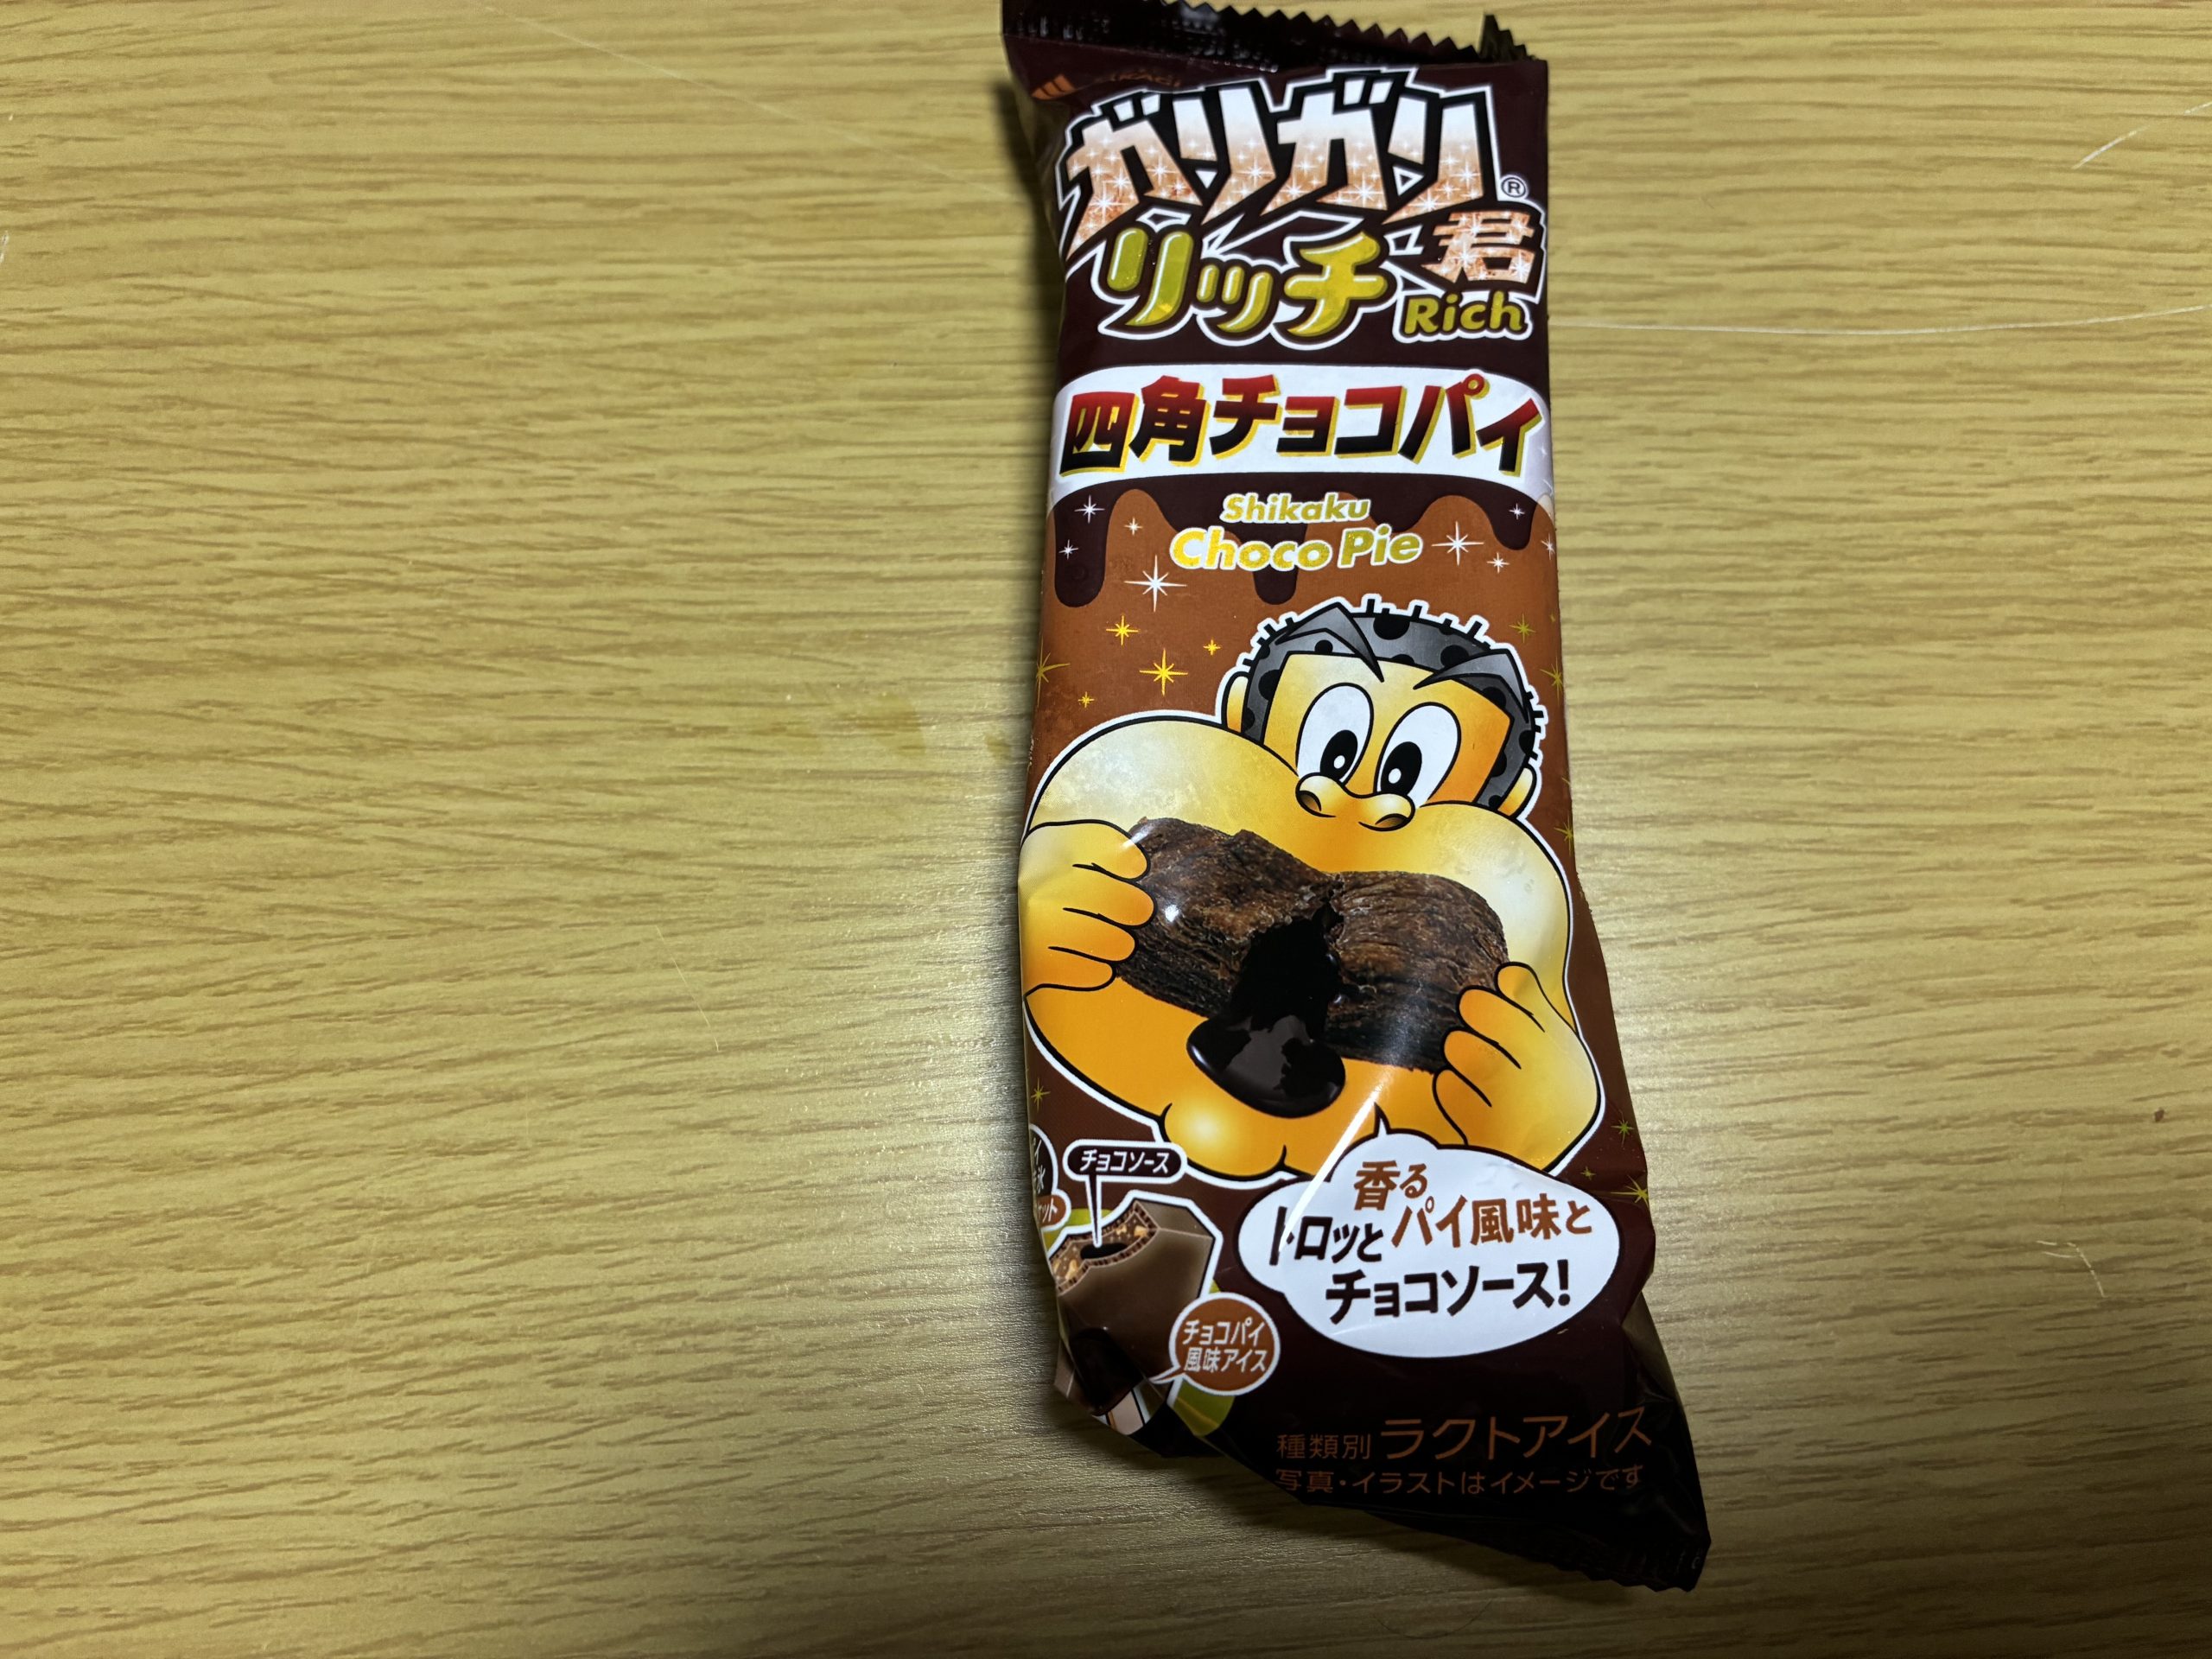 AKAGI
ガリガリ君®
リッチ Rich
四角チョコパイ
Shikaku
Choco Pie
チョコソース
香る
パイ風味と
トロッと
チョコソース!
チョコパイ
風味アイス
種類別 ラクトアイス
写真・イラストはイメージです